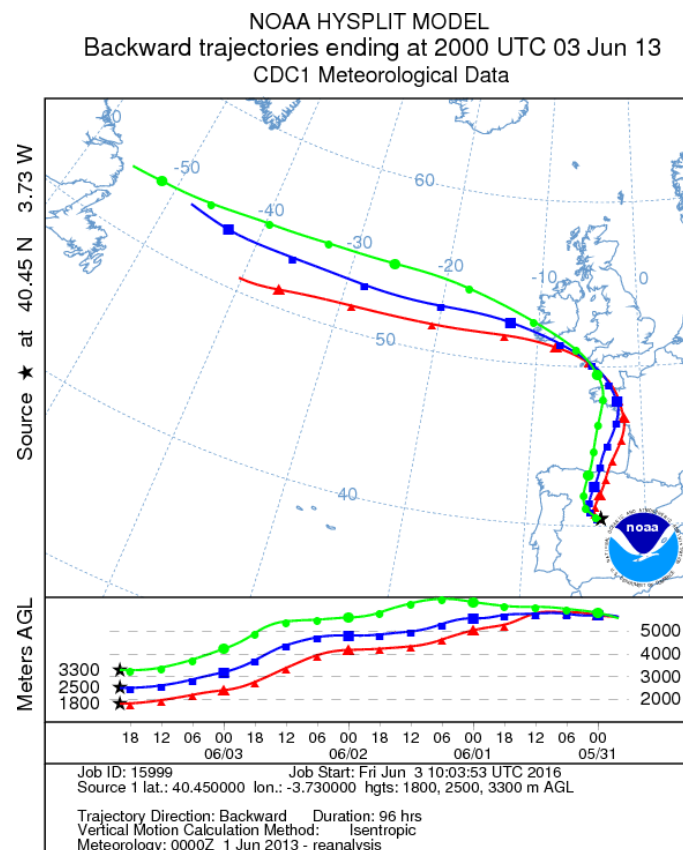 NOAA HYSPLIT MODEL
Backward trajectories ending at 2000 UTC 03 Jun 13
CDC1 Meteorological Data
Source ★ at 40.45 N 3.73 W
-50
-40
60
-30
-20
-10
0
50
40
noaa
Meters AGL
5000
4000
3300
3000
2500
2000
1800
18 12 06 00 18 12 06 00 18 12 06 00 18 12 06 00
06/03 06/02 06/01 05/31
Job ID: 15999 Job Start: Fri Jun 3 10:03:53 UTC 2016
Source 1 lat.: 40.450000 lon.: -3.730000 hgts: 1800, 2500, 3300 m AGL
Trajectory Direction: Backward Duration: 96 hrs
Vertical Motion Calculation Method: Isentropic
Meteorology: 0000Z 1 Jun 2013 - reanalysis